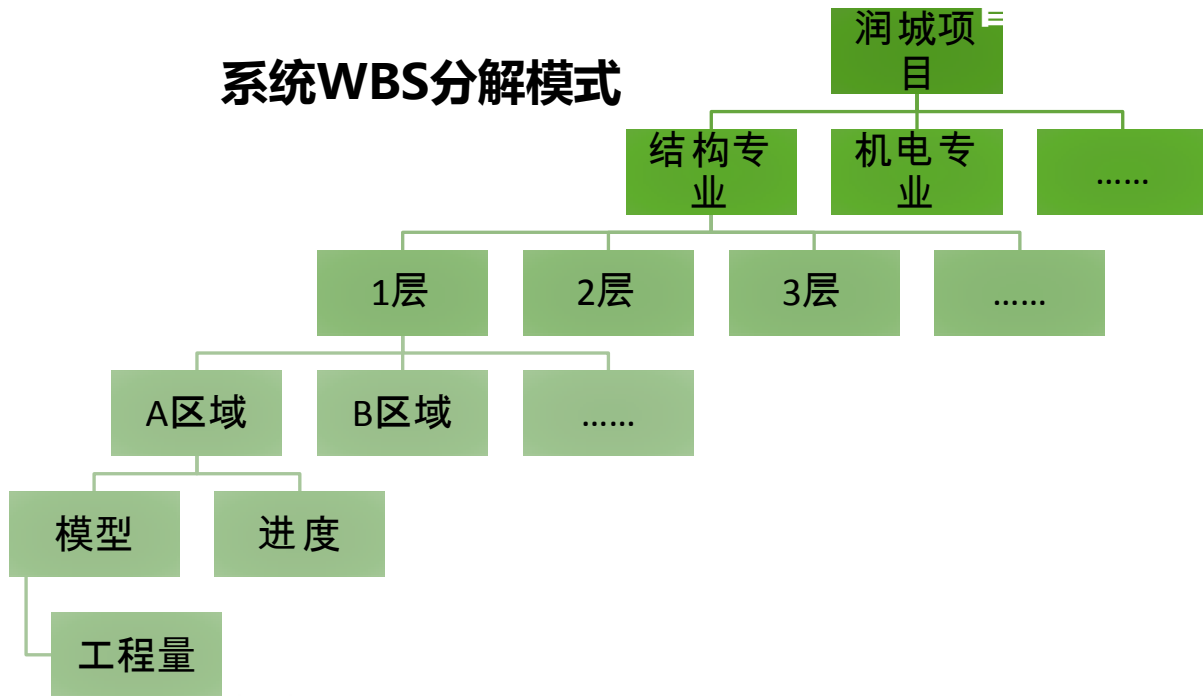 润城项
目
系统WBS分解模式
结构专
业
机电专
业
......
1层
2层
3层
......
A区域
B区域
......
模型
进度
工程量